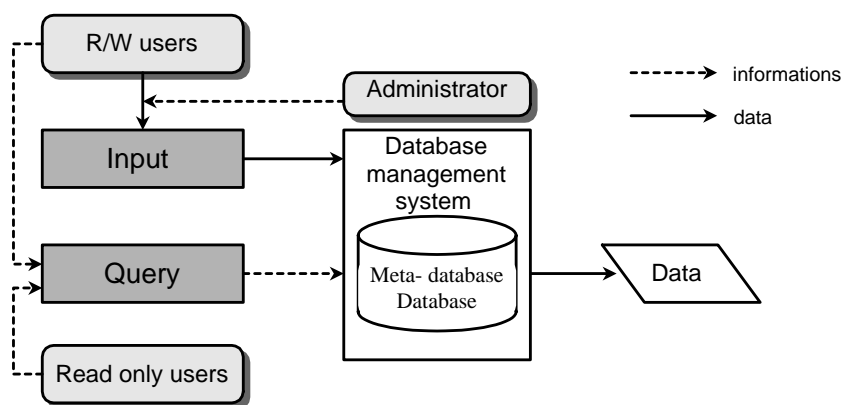 R/W users
Administrator
informations
data
Input
Database
management
system
Query
Meta- database
Database
Data
Read only users